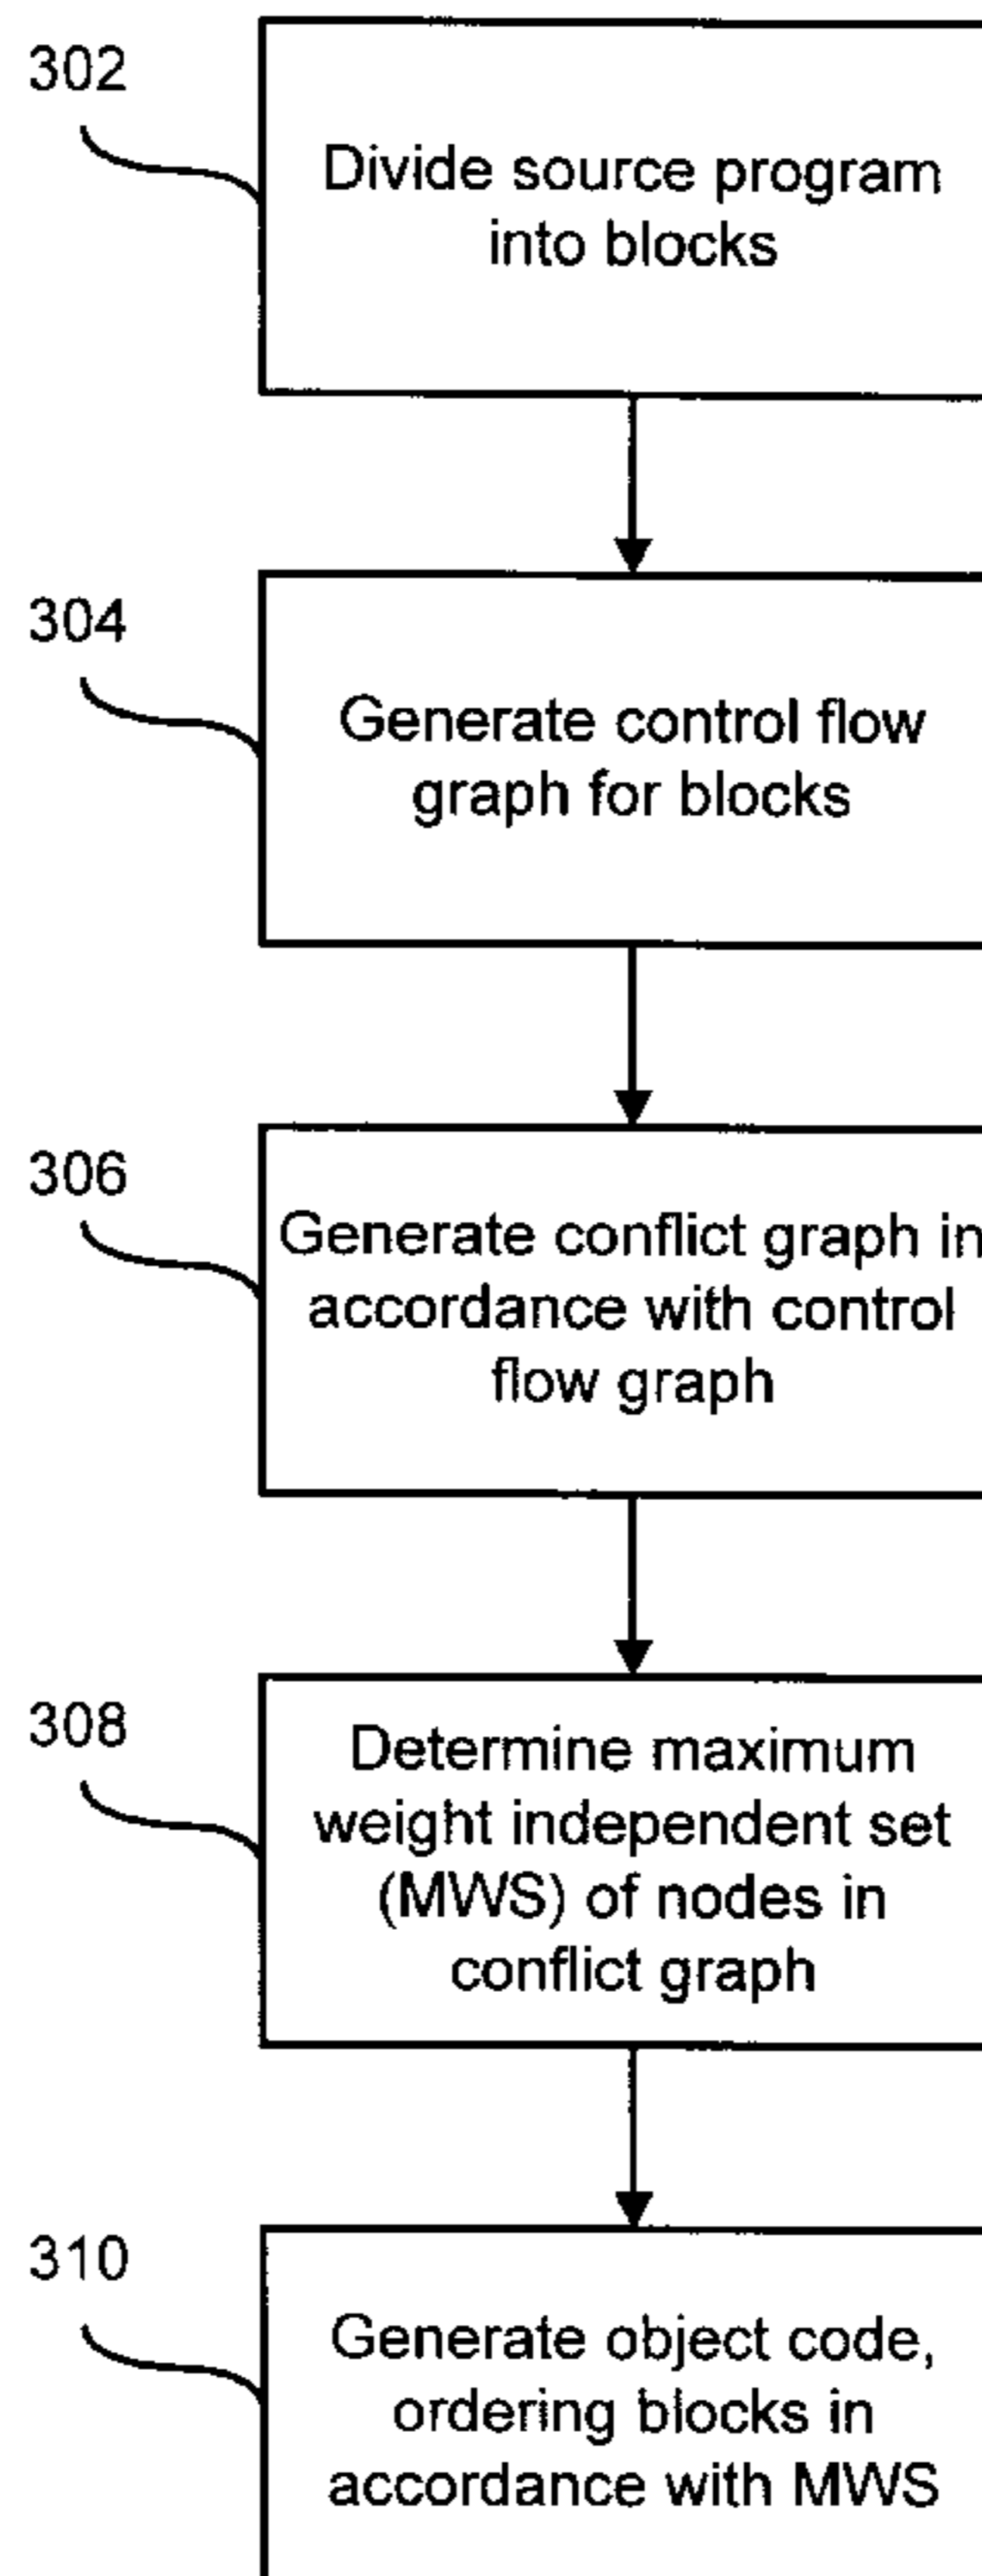 302
Divide source program
into blocks
304
Generate control flow
graph for blocks
306
Generate conflict graph in
accordance with control
flow graph
308
Determine maximum
weight independent set
(MWS) of nodes in
conflict graph
310
Generate object code,
ordering blocks in
accordance with MWS